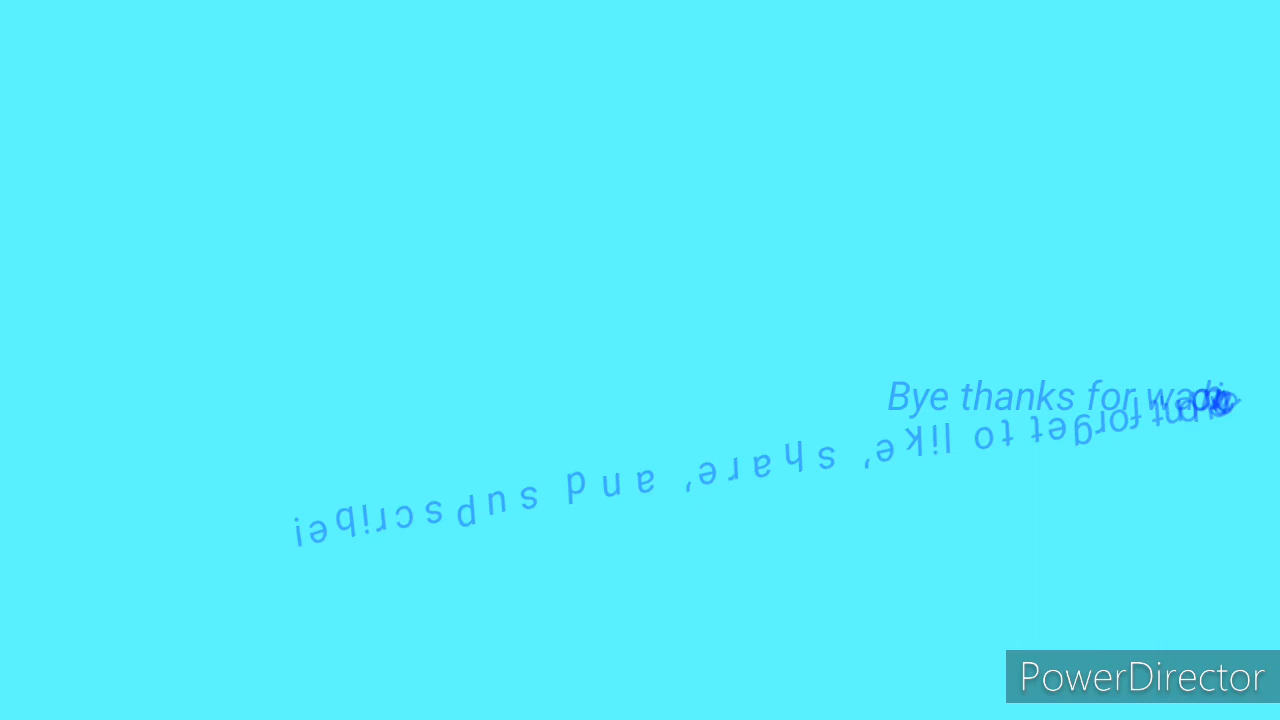 Bye thanks for
forget to like, share, and supscribe!
PowerDirector